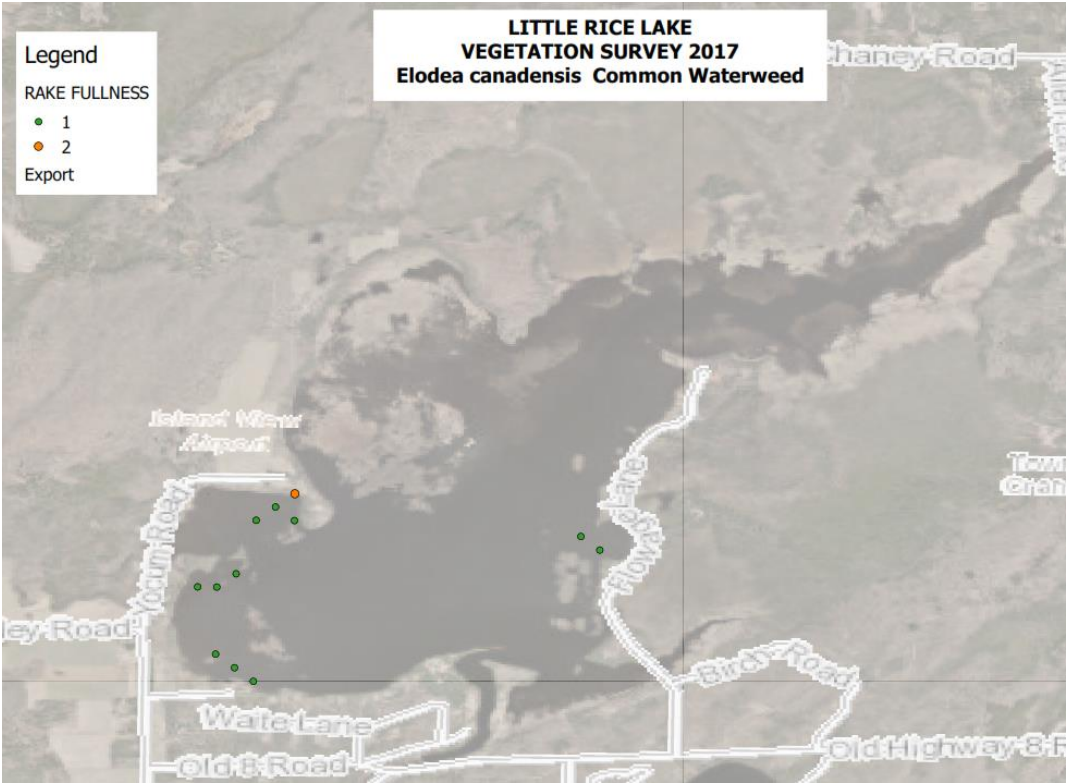 LITTLE RICE LAKE
VEGETATION SURVEY 2017
Elodea canadensis Common Waterweed
Legend
RAKE FULLNESS
1
2
Export
Chaney Road
Island View
Airport
Yocum Road
ley Road
Flowage Lane
Birch Road
Waite Lane
Old 8 Road
Old Highway 8 R
Town
Cran